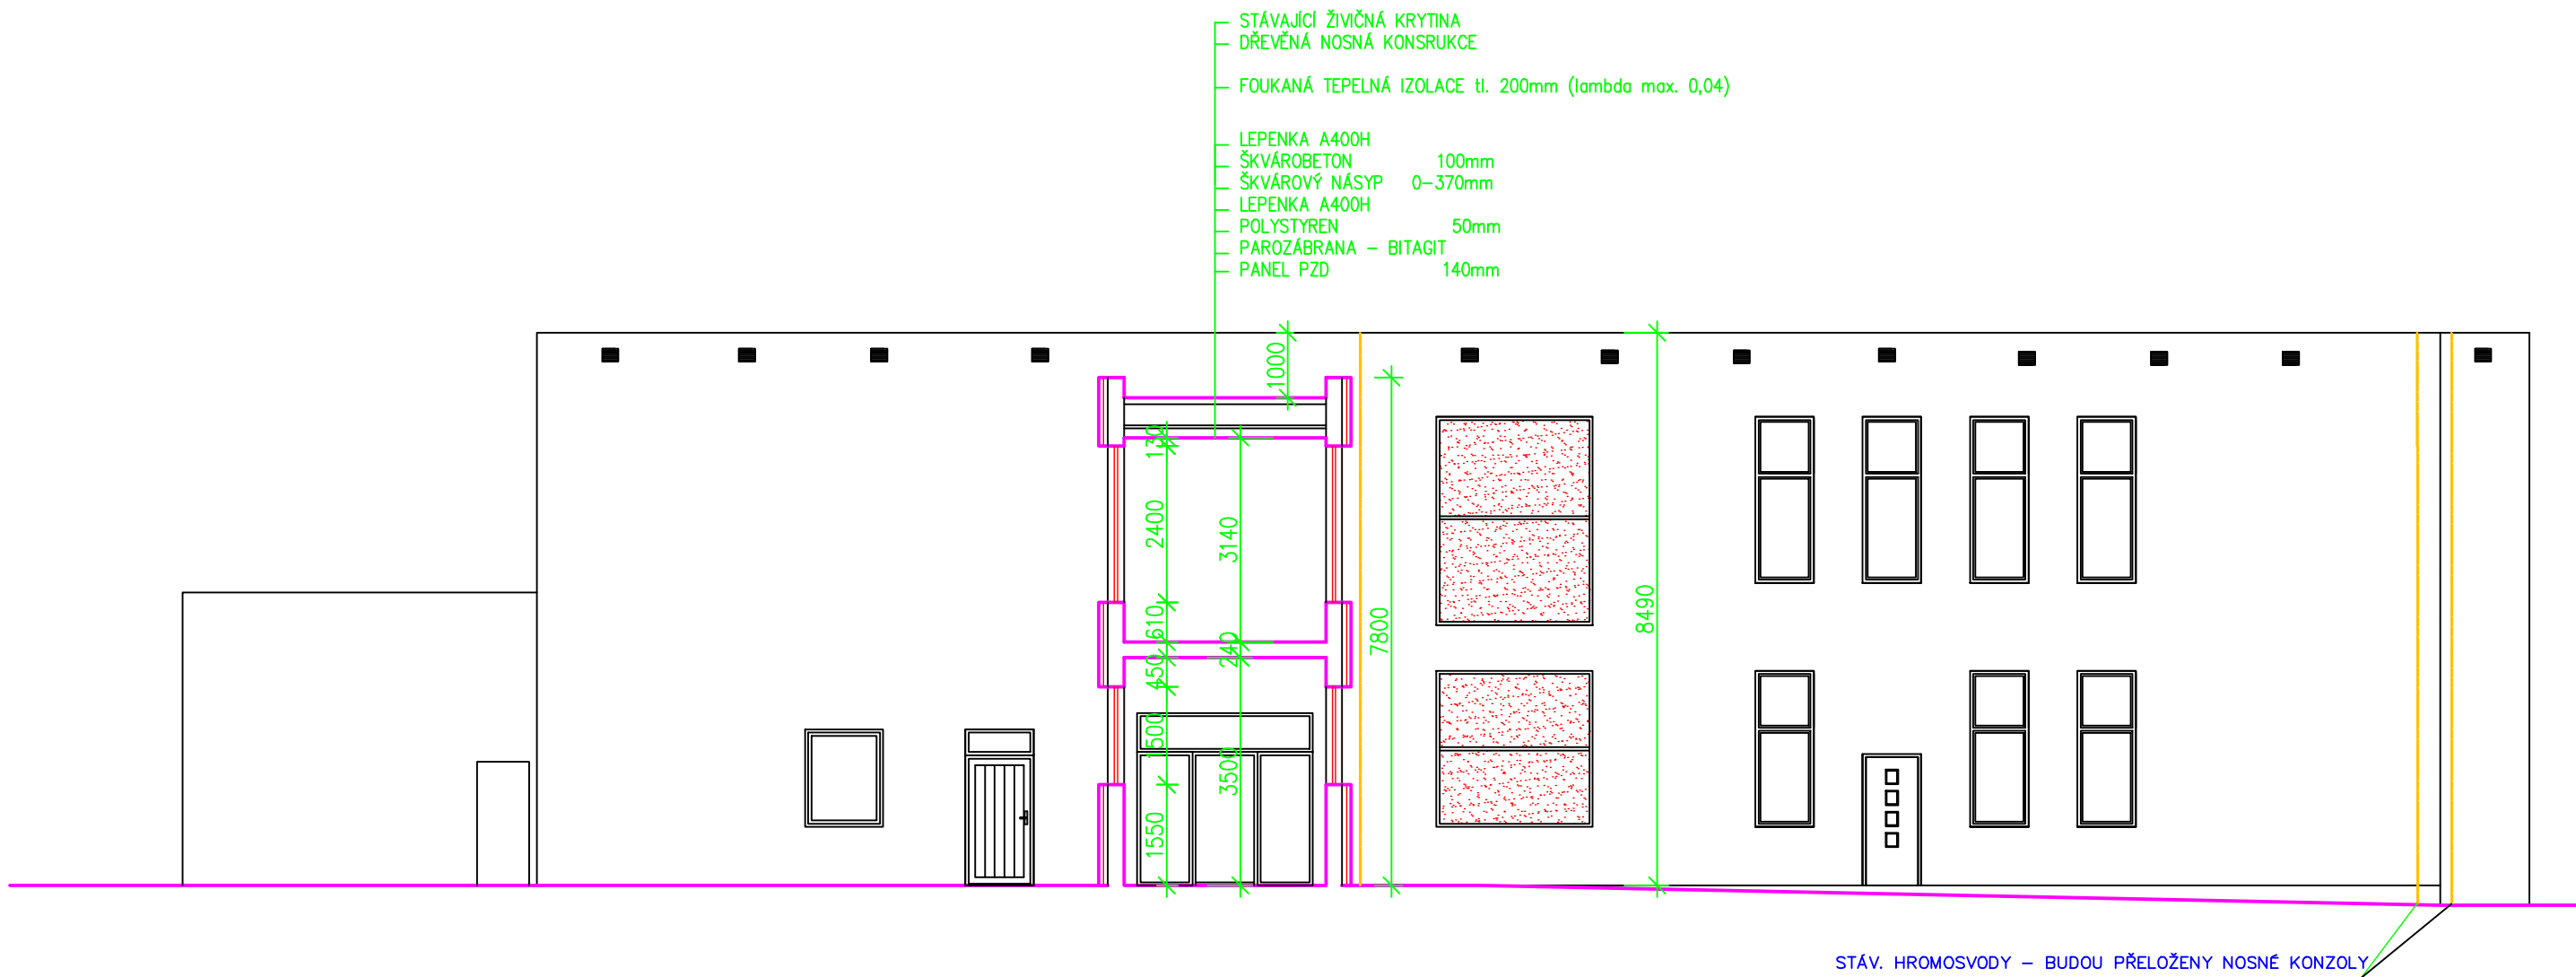 STÁVAJÍCÍ ŽIVIČNÁ KRYTINA
DŘEVĚNÁ NOSNÁ KONSRUKCE
FOUKANÁ TEPELNÁ IZOLACE tl. 200mm (lambda max. 0,04)
LEPENKA A400H
ŠKVÁROBETON 100mm
ŠKVÁROVÝ NÁSYP 0-370mm
LEPENKA A400H
POLYSTYREN 50mm
PAROZÁBRANA - BITAGIT
PANEL PZD 140mm
1000
130
2400
3140
610
240
450
1500
3500
1550
7800
8490
STÁV. HROMOSVODY - BUDOU PŘELOŽENY NOSNÉ KONZOLY